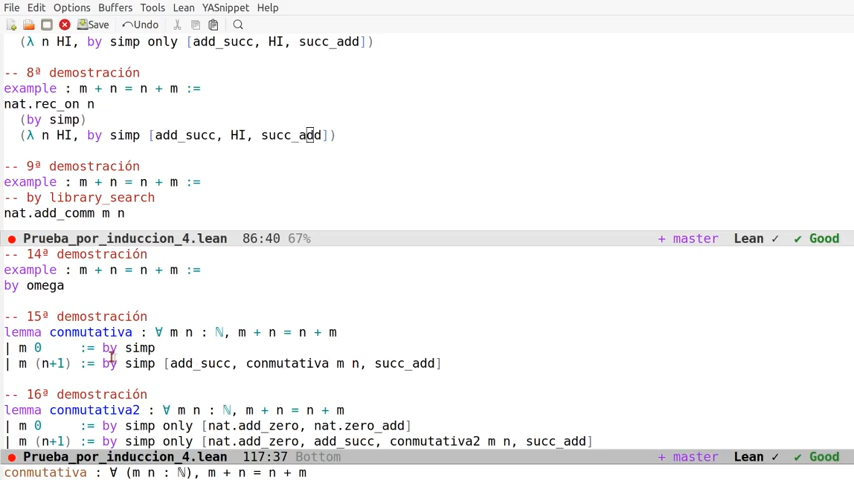 File Edit Options Buffers Tools Lean YASnippet Help
Save Undo
(λ n HI, by simp only [add_succ, HI, succ_add])
-- 8ª demostración
example : m + n = n + m :=
nat.rec_on n
(by simp)
(λ n HI, by simp [add_succ, HI, succ_add])
-- 9ª demostración
example : m + n = n + m :=
-- by library_search
nat.add_comm m n
Prueba_por_induccion_4.lean 86:40 67% + master Lean ✓ ✔ Good
-- 14ª demostración
example : m + n = n + m :=
by omega
-- 15ª demostración
lemma conmutativa : ∀ m n : ℕ, m + n = n + m
| m 0 := by simp
| m (n+1) := by simp [add_succ, conmutativa m n, succ_add]
-- 16ª demostración
lemma conmutativa2 : ∀ m n : ℕ, m + n = n + m
| m 0 := by simp only [nat.add_zero, nat.zero_add]
| m (n+1) := by simp only [nat.add_zero, add_succ, conmutativa2 m n, succ_add]
Prueba_por_induccion_4.lean 117:37 Bottom + master Lean ✓ ✔ Good
conmutativa : ∀ (m n : ℕ), m + n = n + m